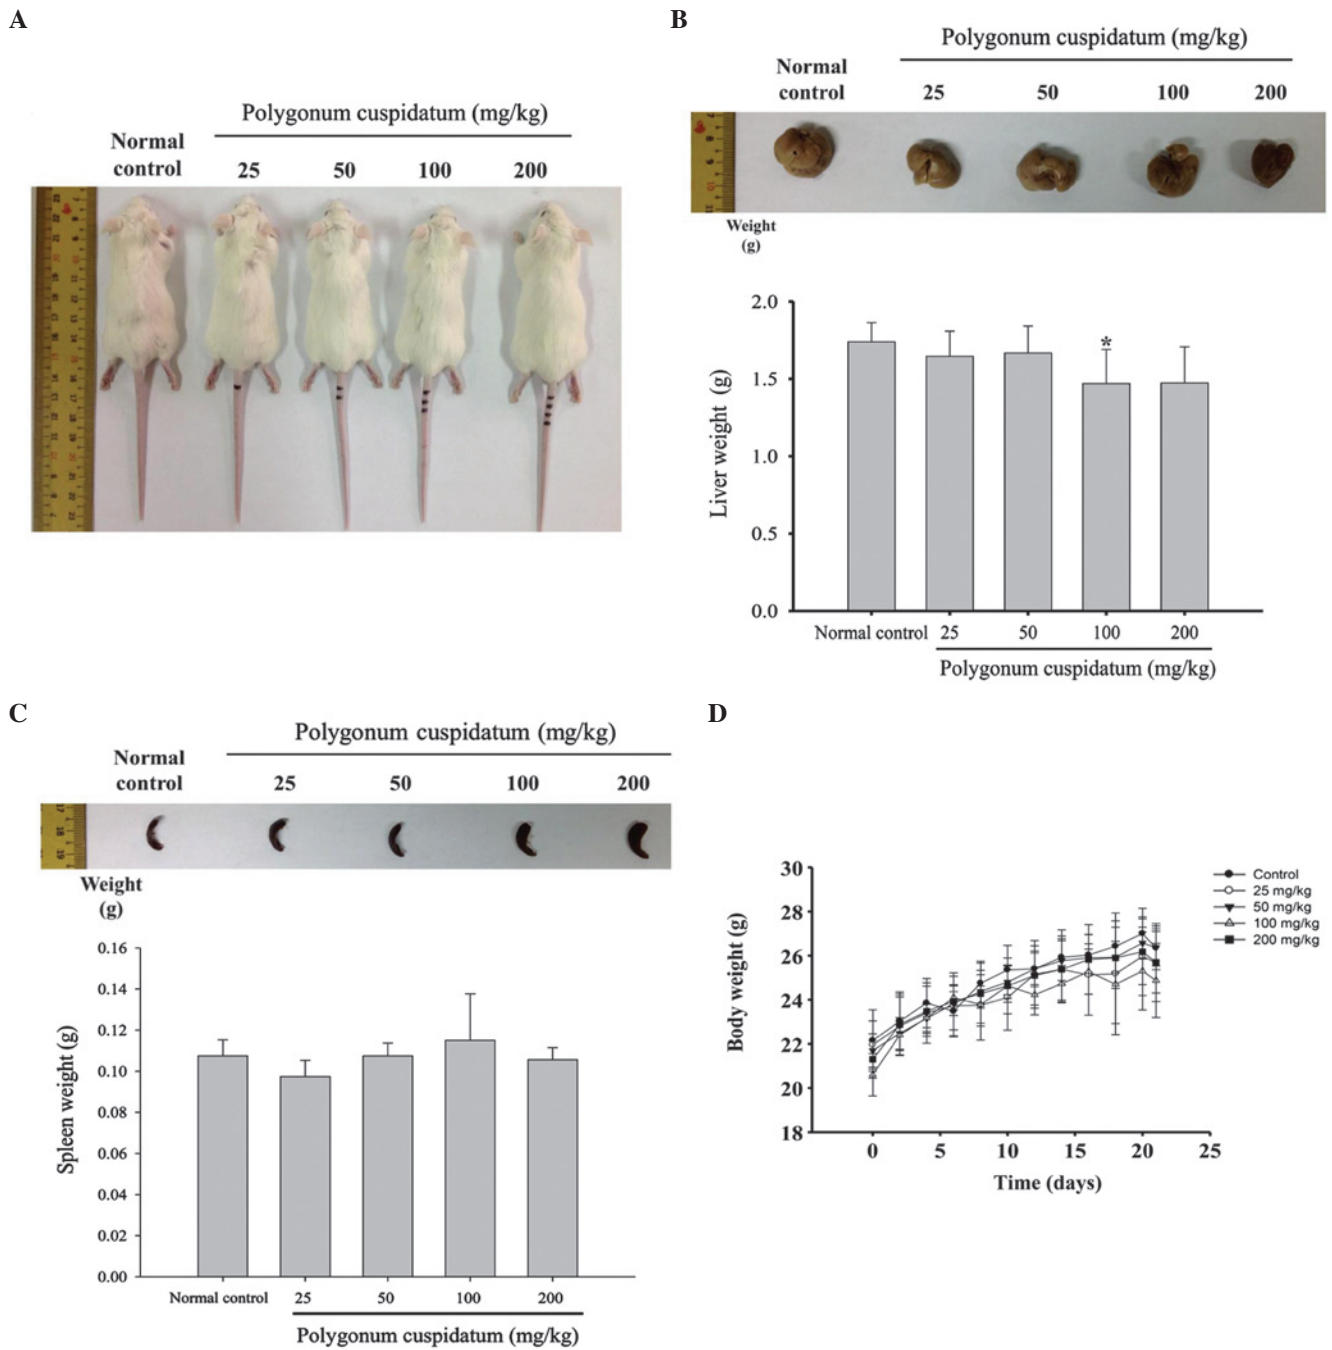 A
Polygonum cuspidatum (mg/kg)
Normal
control
25 50 100 200
B
Polygonum cuspidatum (mg/kg)
Normal
control
25 50 100 200
Weight
(g)
Liver weight (g)
2.0
1.5
1.0
0.5
0.0
*
Normal control 25 50 100 200
Polygonum cuspidatum (mg/kg)
C
Polygonum cuspidatum (mg/kg)
Normal
control
25 50 100 200
17
18
19
Weight
(g)
Spleen weight (g)
0.16
0.14
0.12
0.10
0.08
0.06
0.04
0.02
0.00
Normal control 25 50 100 200
Polygonum cuspidatum (mg/kg)
D
Body weight (g)
30
28
26
24
22
20
18
0 5 10 15 20 25
Time (days)
Control
25 mg/kg
50 mg/kg
100 mg/kg
200 mg/kg